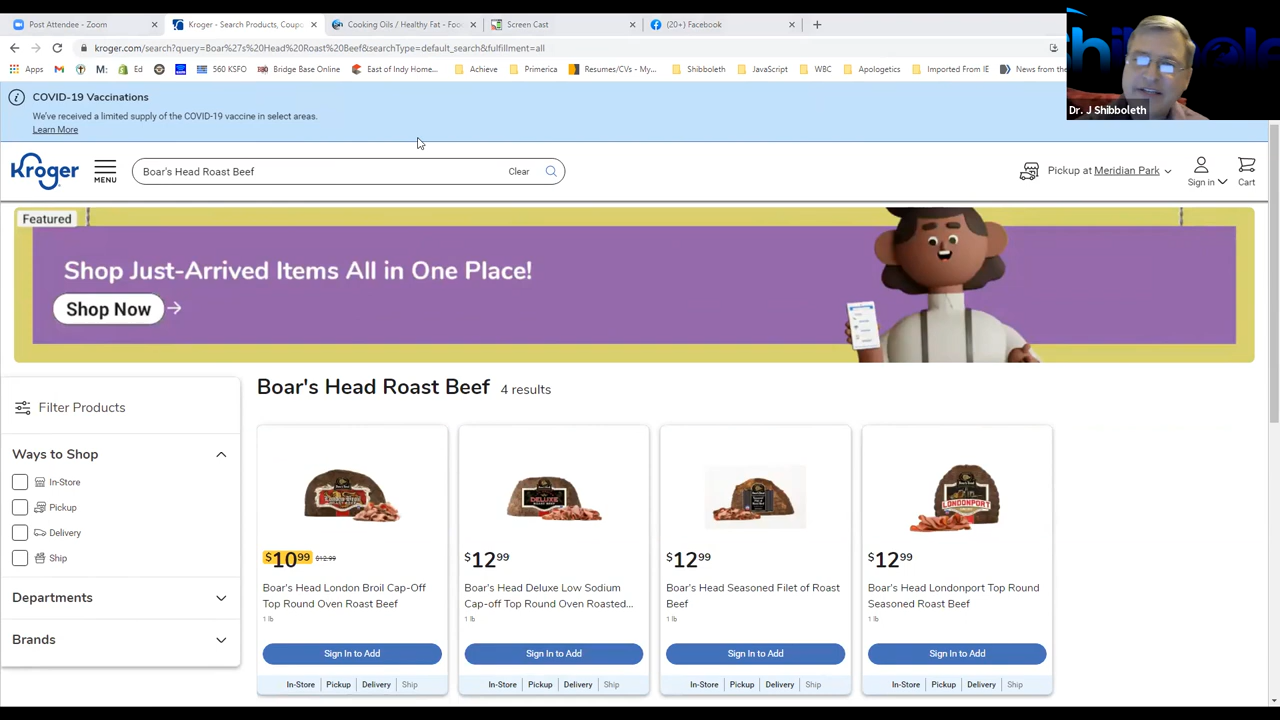 Post Attendee - Zoom
Kroger - Search Products, Coupo
Cooking Oils / Healthy Fat - Foo
Screen Cast
(20+) Facebook
kroger.com/search?query=Boar%27s%20Head%20Roast%20Beef&searchType=default_search&fulfillment=all
Apps
M:
Ed
560 KSFO
Bridge Base Online
East of Indy Home...
Achieve
Primerica
Resumes/CVs - My...
Shibboleth
JavaScript
WBC
Apologetics
Imported From IE
News from the
Dr. J Shibboleth
COVID-19 Vaccinations
We've received a limited supply of the COVID-19 vaccine in select areas.
Learn More
Kroger
MENU
Boar's Head Roast Beef
Clear
Pickup at Meridian Park
Sign in
Cart
Featured
Shop Just-Arrived Items All in One Place!
Shop Now
Filter Products
Ways to Shop
In-Store
Pickup
Delivery
Ship
Departments
Brands
Boar's Head Roast Beef 4 results
$10.99 $12.99
Boar's Head London Broil Cap-Off
Top Round Oven Roast Beef
1 lb
Sign In to Add
In-Store Pickup Delivery Ship
$12.99
Boar's Head Deluxe Low Sodium
Cap-off Top Round Oven Roasted...
1 lb
Sign In to Add
In-Store Pickup Delivery Ship
$12.99
Boar's Head Seasoned Filet of Roast
Beef
1 lb
Sign In to Add
In-Store Pickup Delivery Ship
$12.99
Boar's Head Londonport Top Round
Seasoned Roast Beef
1 lb
Sign In to Add
In-Store Pickup Delivery Ship